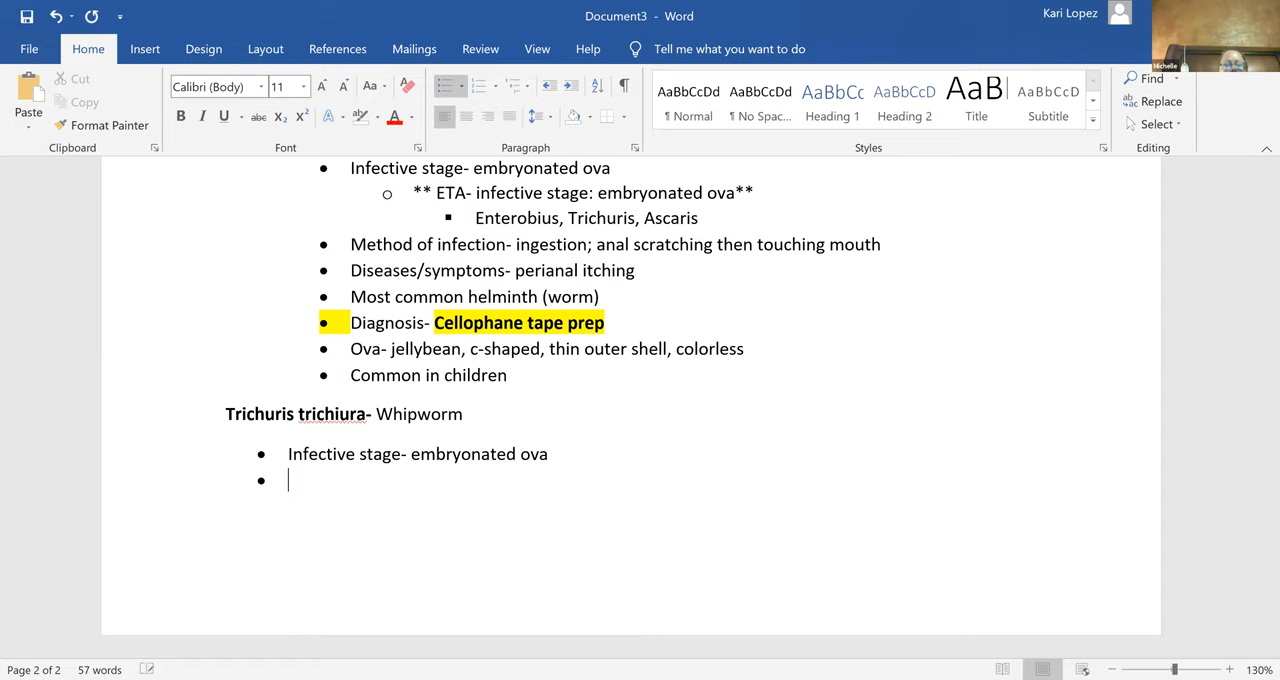 Document3 - Word
Kari Lopez
Michelle
File Home Insert Design Layout References Mailings Review View Help Tell me what you want to do
Paste
Cut
Copy
Format Painter
Clipboard
Calibri (Body) 11
Font
Paragraph
AaBbCcDd AaBbCcDd AaBbCc AaBbCcD AaB AaBbCcD
¶ Normal ¶ No Spac... Heading 1 Heading 2 Title Subtitle
Styles
Find
Replace
Select
Editing
• Infective stage- embryonated ova
o ** ETA- infective stage: embryonated ova**
▪ Enterobius, Trichuris, Ascaris
• Method of infection- ingestion; anal scratching then touching mouth
• Diseases/symptoms- perianal itching
• Most common helminth (worm)
• Diagnosis- Cellophane tape prep
• Ova- jellybean, c-shaped, thin outer shell, colorless
• Common in children
Trichuris trichiura- Whipworm
• Infective stage- embryonated ova
•
Page 2 of 2 57 words
130%